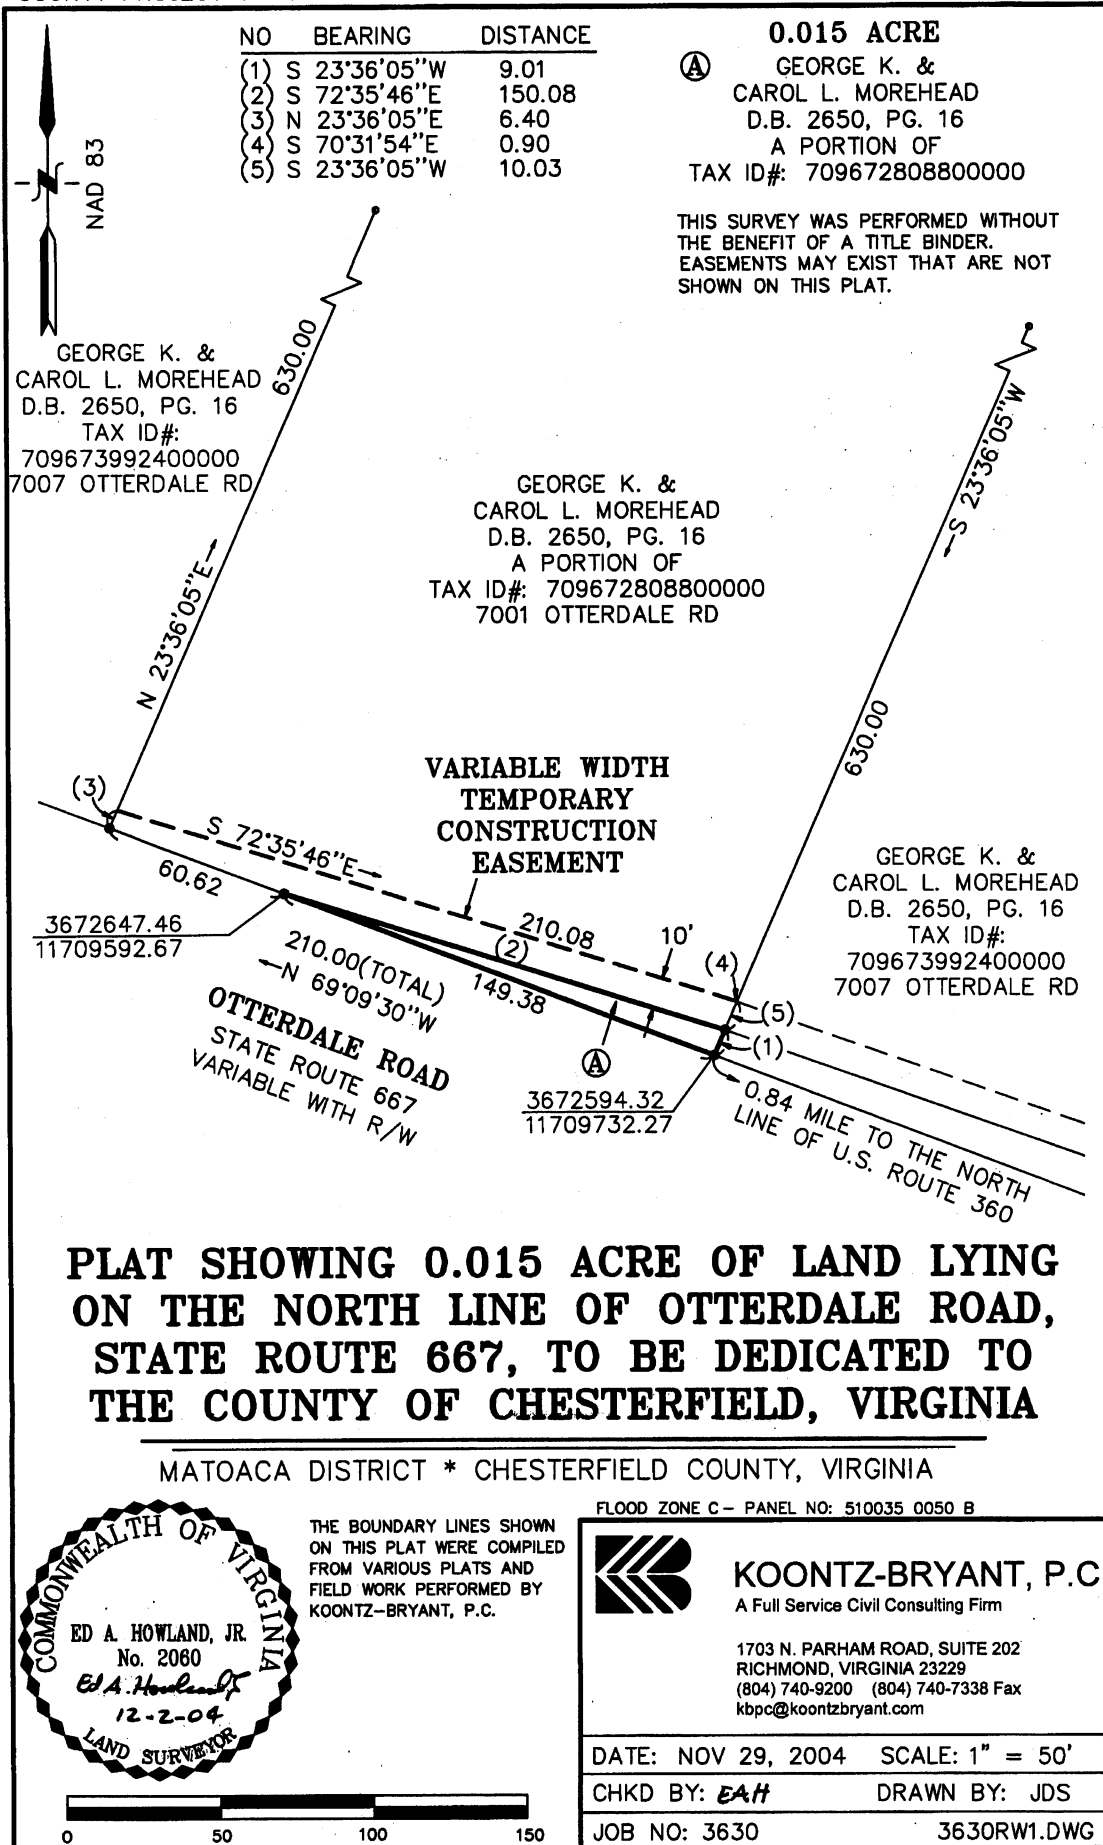 NO BEARING DISTANCE
(1) S 23°36'05"W 9.01
(2) S 72°35'46"E 150.08
(3) N 23°36'05"E 6.40
(4) S 70°31'54"E 0.90
(5) S 23°36'05"W 10.03
0.015 ACRE
Ⓐ GEORGE K. &
CAROL L. MOREHEAD
D.B. 2650, PG. 16
A PORTION OF
TAX ID#: 709672808800000
THIS SURVEY WAS PERFORMED WITHOUT
THE BENEFIT OF A TITLE BINDER.
EASEMENTS MAY EXIST THAT ARE NOT
SHOWN ON THIS PLAT.
NAD 83
GEORGE K. &
CAROL L. MOREHEAD
D.B. 2650, PG. 16
TAX ID#:
709673992400000
7007 OTTERDALE RD
630.00
N 23°36'05"E
GEORGE K. &
CAROL L. MOREHEAD
D.B. 2650, PG. 16
A PORTION OF
TAX ID#: 709672808800000
7001 OTTERDALE RD
S 23°36'05"W
630.00
VARIABLE WIDTH
TEMPORARY
CONSTRUCTION
EASEMENT
(3)
S 72°35'46"E
60.62
210.08
3672647.46
11709592.67
(2)
10'
(4)
(5)
(1)
210.00(TOTAL)
N 69°09'30"W
149.38
OTTERDALE ROAD
STATE ROUTE 667
VARIABLE WITH R/W
Ⓐ
3672594.32
11709732.27
0.84 MILE TO THE NORTH
LINE OF U.S. ROUTE 360
GEORGE K. &
CAROL L. MOREHEAD
D.B. 2650, PG. 16
TAX ID#:
709673992400000
7007 OTTERDALE RD
PLAT SHOWING 0.015 ACRE OF LAND LYING
ON THE NORTH LINE OF OTTERDALE ROAD,
STATE ROUTE 667, TO BE DEDICATED TO
THE COUNTY OF CHESTERFIELD, VIRGINIA
MATOACA DISTRICT * CHESTERFIELD COUNTY, VIRGINIA
FLOOD ZONE C - PANEL NO: 510035 0050 B
COMMONWEALTH OF VIRGINIA
ED A. HOWLAND, JR.
No. 2060
Ed A. Howland, Jr
12-2-04
LAND SURVEYOR
THE BOUNDARY LINES SHOWN
ON THIS PLAT WERE COMPILED
FROM VARIOUS PLATS AND
FIELD WORK PERFORMED BY
KOONTZ-BRYANT, P.C.
KOONTZ-BRYANT, P.C
A Full Service Civil Consulting Firm
1703 N. PARHAM ROAD, SUITE 202
RICHMOND, VIRGINIA 23229
(804) 740-9200 (804) 740-7338 Fax
kbpc@koontzbryant.com
DATE: NOV 29, 2004 SCALE: 1" = 50'
CHKD BY: EAH DRAWN BY: JDS
JOB NO: 3630 3630RW1.DWG
0 50 100 150